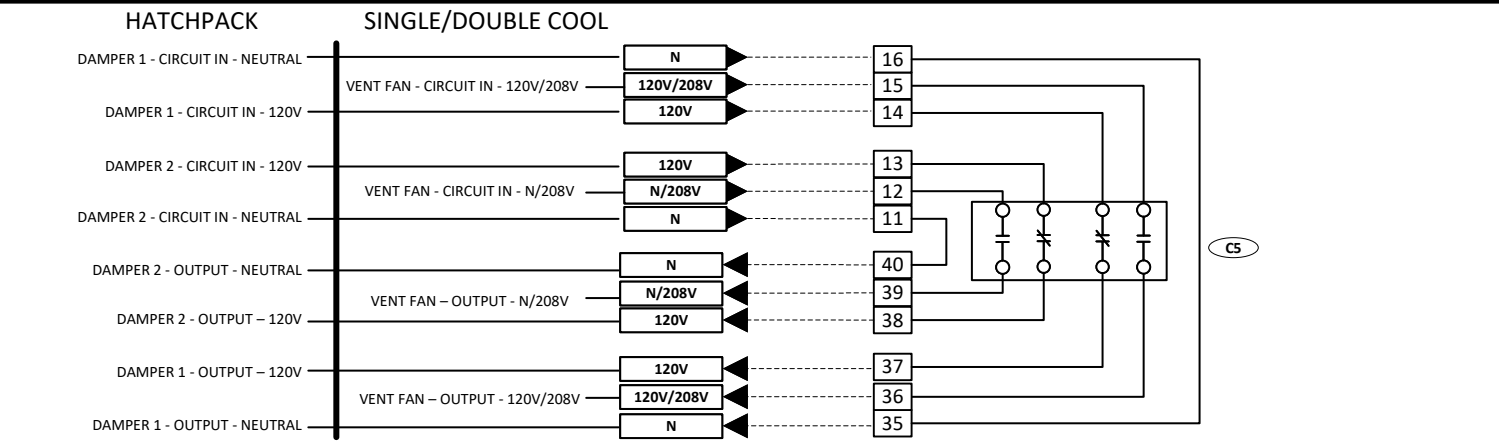 HATCHPACK SINGLE/DOUBLE COOL
DAMPER 1 - CIRCUIT IN - NEUTRAL N 16
VENT FAN - CIRCUIT IN - 120V/208V 120V/208V 15
DAMPER 1 - CIRCUIT IN - 120V 120V 14
DAMPER 2 - CIRCUIT IN - 120V 120V 13
VENT FAN - CIRCUIT IN - N/208V N/208V 12
DAMPER 2 - CIRCUIT IN - NEUTRAL N 11
C5
DAMPER 2 - OUTPUT - NEUTRAL N 40
VENT FAN – OUTPUT - N/208V N/208V 39
DAMPER 2 - OUTPUT – 120V 120V 38
DAMPER 1 - OUTPUT – 120V 120V 37
VENT FAN – OUTPUT - 120V/208V 120V/208V 36
DAMPER 1 - OUTPUT - NEUTRAL N 35